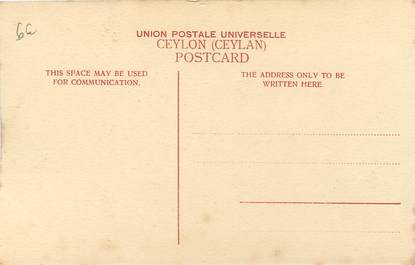 UNION POSTALE UNIVERSELLE
CEYLON (CEYLAN)
POSTCARD
THIS SPACE MAY BE USED
FOR COMMUNICATION.
THE ADDRESS ONLY TO BE
WRITTEN HERE